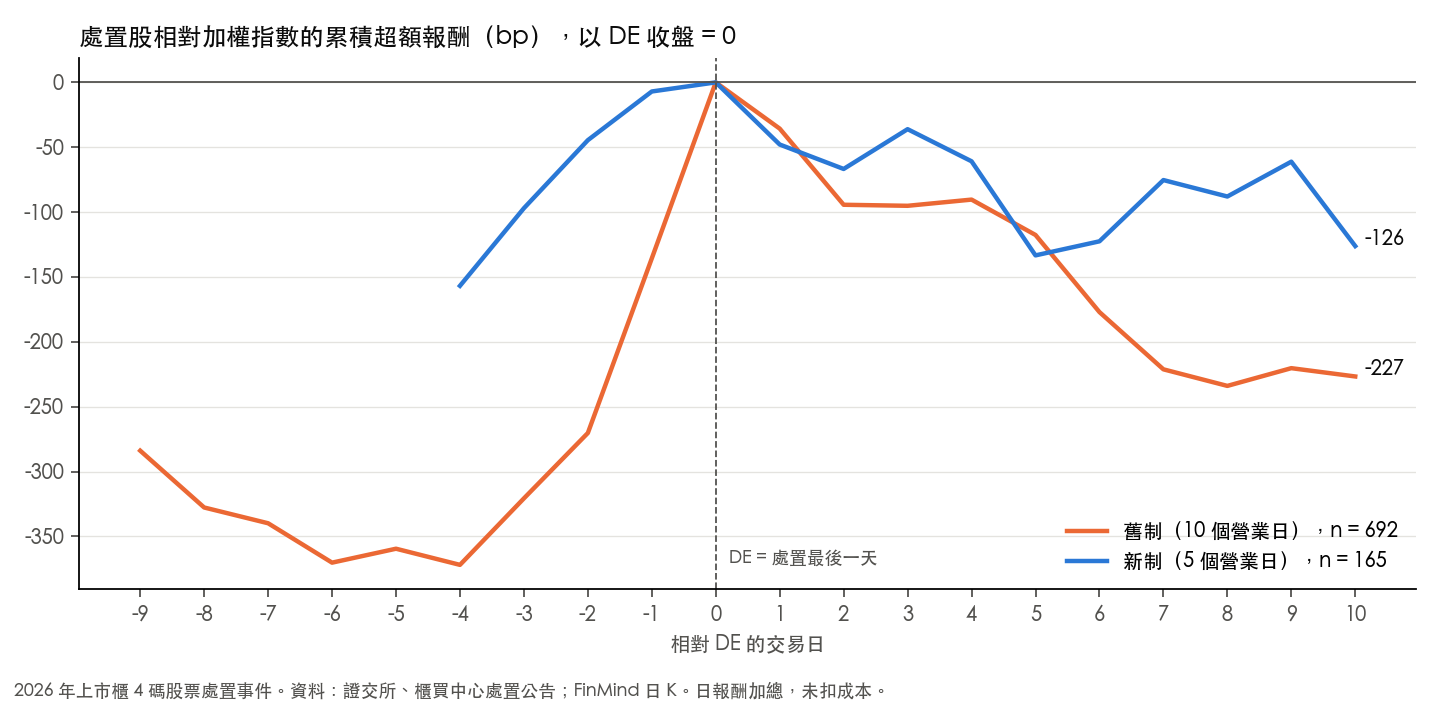 處置股相對加權指數的累積超額報酬（bp），以 DE 收盤 = 0
0
-50
-100
-150
-200
-250
-300
-350
-126
-227
舊制（10 個營業日），n = 692
新制（5 個營業日），n = 165
DE = 處置最後一天
-9 -8 -7 -6 -5 -4 -3 -2 -1 0 1 2 3 4 5 6 7 8 9 10
相對 DE 的交易日
2026 年上市櫃 4 碼股票處置事件。資料：證交所、櫃買中心處置公告；FinMind 日 K。日報酬加總，未扣成本。